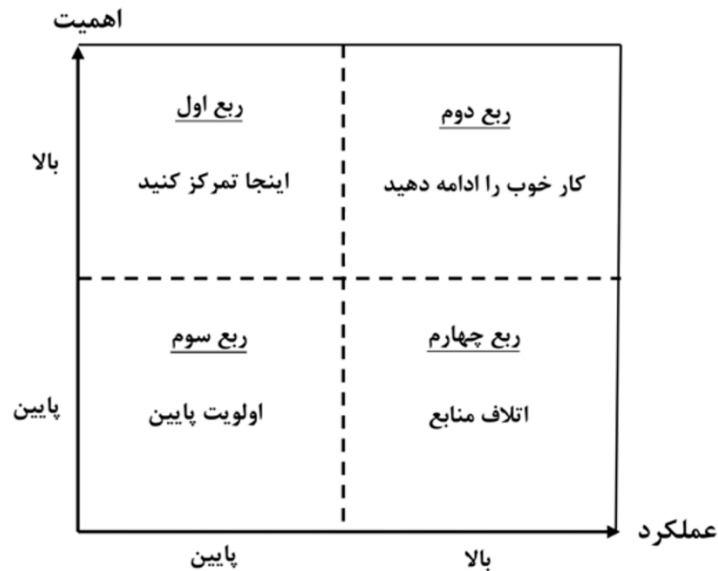 اهمیت
ربع اول
ربع دوم
بالا
اینجا تمرکز کنید
کار خوب را ادامه دهید
ربع سوم
ربع چهارم
پایین
اولویت پایین
اتلاف منابع
عملکرد
پایین
بالا